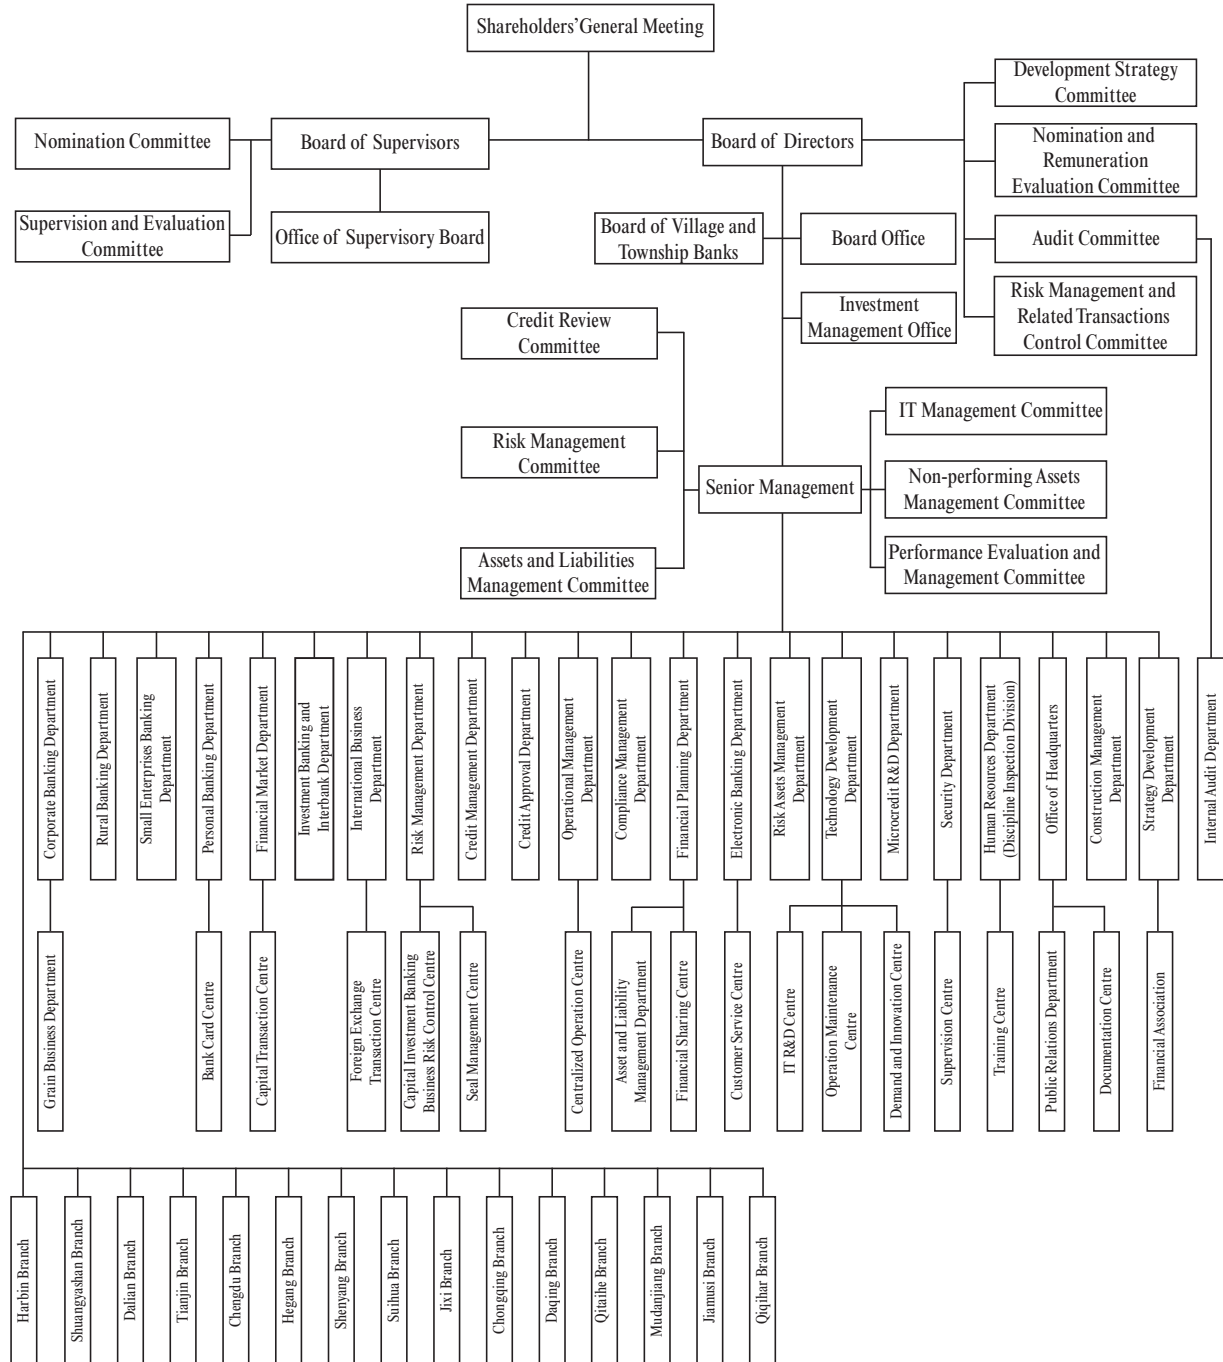 Shareholders' General Meeting
Development Strategy
Committee
Nomination Committee
Board of Supervisors
Board of Directors
Nomination and
Remuneration
Evaluation Committee
Supervision and Evaluation
Committee
Office of Supervisory Board
Board of Village and
Township Banks
Board Office
Audit Committee
Investment
Management Office
Risk Management and
Related Transactions
Control Committee
Credit Review
Committee
IT Management Committee
Risk Management
Committee
Senior Management
Non-performing Assets
Management Committee
Assets and Liabilities
Management Committee
Performance Evaluation and
Management Committee
Corporate Banking Department
Rural Banking Department
Small Enterprises Banking
Department
Personal Banking Department
Financial Market Department
Investment Banking and
Interbank Department
International Business
Department
Risk Management Department
Credit Management Department
Credit Approval Department
Operational Management
Department
Compliance Management
Department
Financial Planning Department
Electronic Banking Department
Risk Assets Management
Department
Technology Development
Department
Microcredit R&D Department
Security Department
Human Resources Department
(Discipline Inspection Division)
Office of Headquarters
Construction Management
Department
Strategy Development
Department
Internal Audit Department
Grain Business Department
Bank Card Centre
Capital Transaction Centre
Foreign Exchange
Transaction Centre
Capital Investment Banking
Business Risk Control Centre
Seal Management Centre
Centralized Operation Centre
Asset and Liability
Management Department
Financial Sharing Centre
Customer Service Centre
IT R&D Centre
Operation Maintenance
Centre
Demand and Innovation Centre
Supervision Centre
Training Centre
Public Relations Department
Documentation Centre
Financial Association
Harbin Branch
Shuangyashan Branch
Dalian Branch
Tianjin Branch
Chengdu Branch
Hegang Branch
Shenyang Branch
Suihua Branch
Jixi Branch
Chongqing Branch
Daqing Branch
Qitaihe Branch
Mudanjiang Branch
Jiamusi Branch
Qiqihar Branch